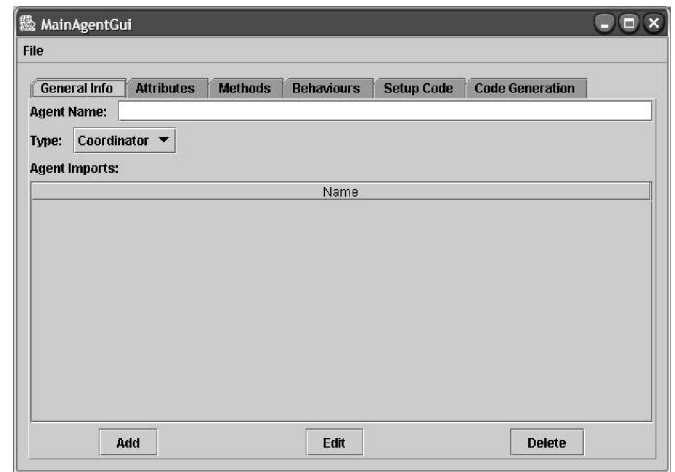 MainAgentGui
File
General Info Attributes Methods Behaviours Setup Code Code Generation
Agent Name:
Type: Coordinator
Agent Imports:
Name
Add Edit Delete